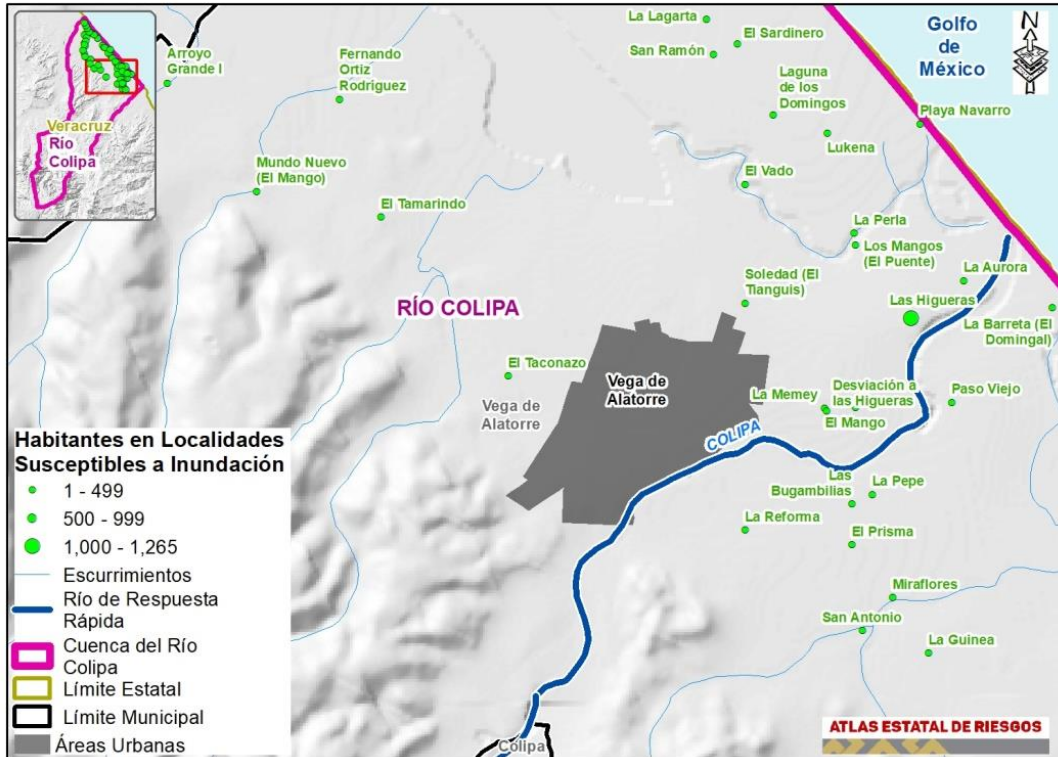 La Lagarta
El Sardinero
San Ramón
Golfo
de
México
N
Arroyo
Grande I
Fernando
Ortíz
Rodriguez
Laguna
de los
Domingos
Playa Navarro
Lukena
Veracruz
Río
Colipa
Mundo Nuevo
(El Mango)
El Vado
El Tamarindo
La Perla
Los Mangos
(El Puente)
Soledad (El
Tianguis)
La Aurora
Las Higueras
La Barreta (El
Domingal)
RÍO COLIPA
El Taconazo
Vega de
Alatorre
Vega de
Alatorre
La Memey
Desviación a
las Higueras
Paso Viejo
El Mango
COLIPA
Las
Bugambilias
La Pepe
La Reforma
El Prisma
Miraflores
San Antonio
La Guinea
Colipa
Habitantes en Localidades
Susceptibles a Inundación
1 - 499
500 - 999
1,000 - 1,265
Escurrimientos
Río de Respuesta
Rápida
Cuenca del Río
Colipa
Límite Estatal
Límite Municipal
Áreas Urbanas
ATLAS ESTATAL DE RIESGOS